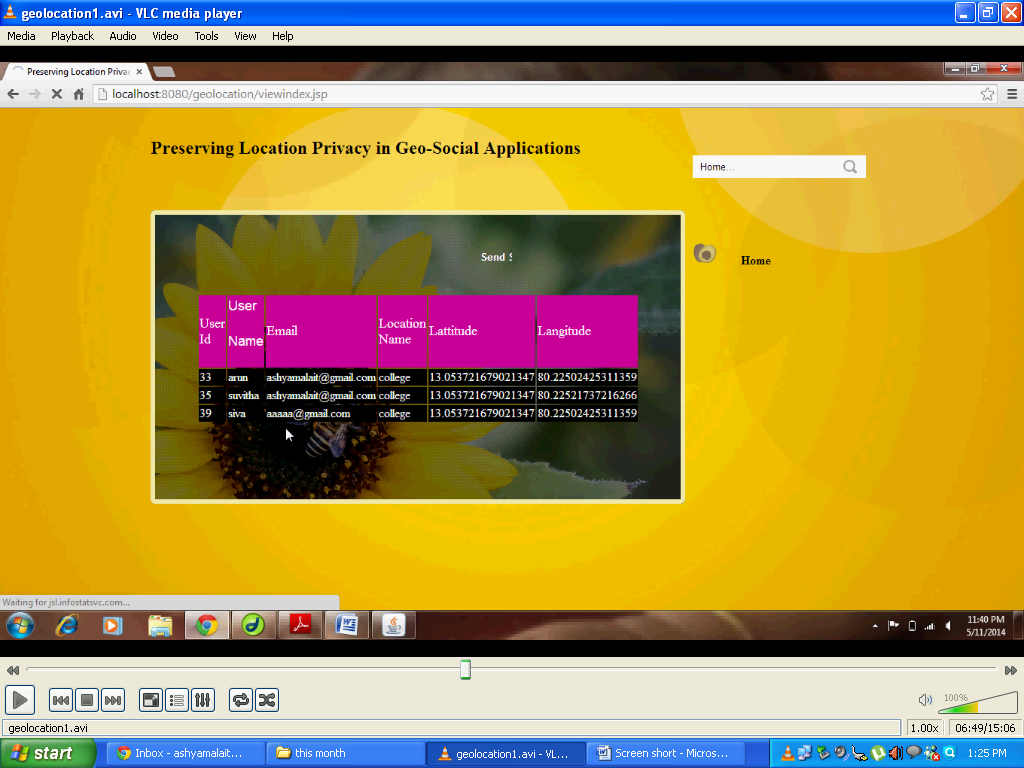 geolocation1.avi - VLC media player
Media Playback Audio Video Tools View Help
Preserving Location Priva
localhost:8080/geolocation/viewindex.jsp
Preserving Location Privacy in Geo-Social Applications
Home...
Send S
Home
User Id User Name Email Location Name Lattitude Langitude
33 arun ashyamalait@gmail.com college 13.053721679021347 80.22502425311359
35 suvitha ashyamalait@gmail.com college 13.053721679021347 80.22521737216266
39 siva aaaaa@gmail.com college 13.053721679021347 80.22502425311359
Waiting for jsl.infostatsvc.com...
11:40 PM
5/11/2014
100%
geolocation1.avi 1.00x 06:49/15:06
start Inbox - ashyamalait... this month geolocation1.avi - VL... Screen short - Micros... 1:25 PM